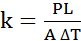 k = PL
A ΔT